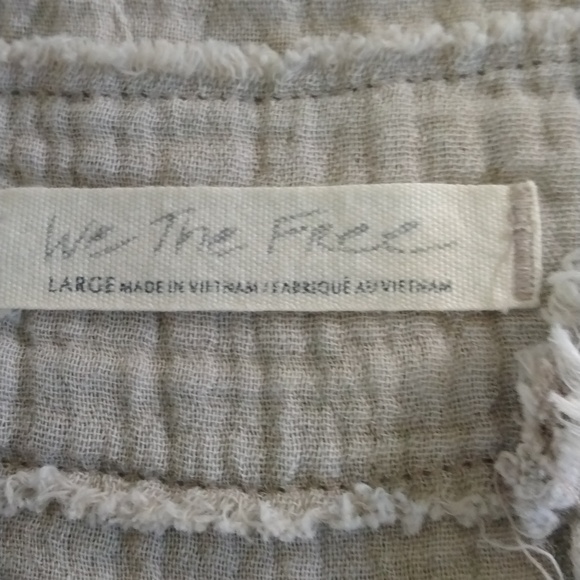 We The Free
LARGE MADE IN VIETNAM / FABRIQUÉ AU VIETNAM